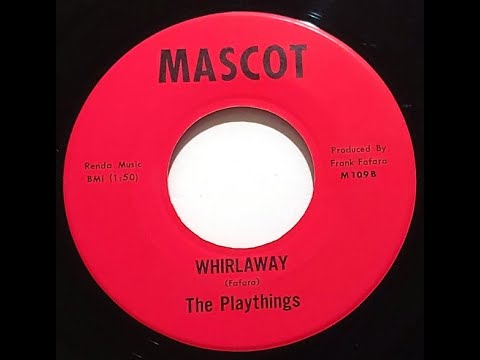 MASCOT
Renda Music
BMI (1:50)
Produced By
Frank Fafara
M109B
WHIRLAWAY
(Fafara)
The Playthings